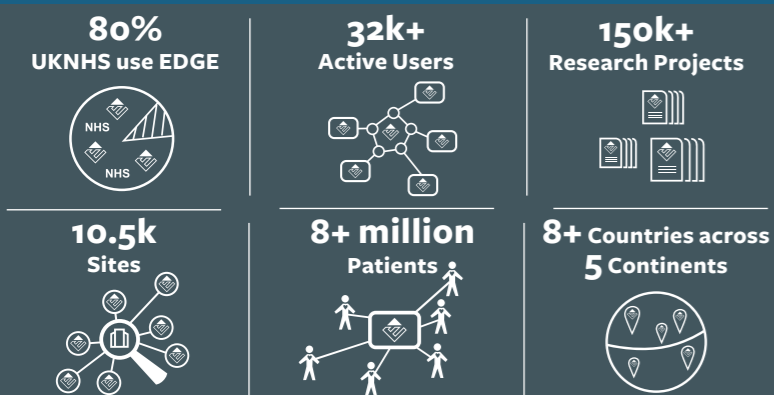 80%
UKNHS use EDGE
NHS
NHS
32k+
Active Users
150k+
Research Projects
10.5k
Sites
8+ million
Patients
8+ Countries across
5 Continents